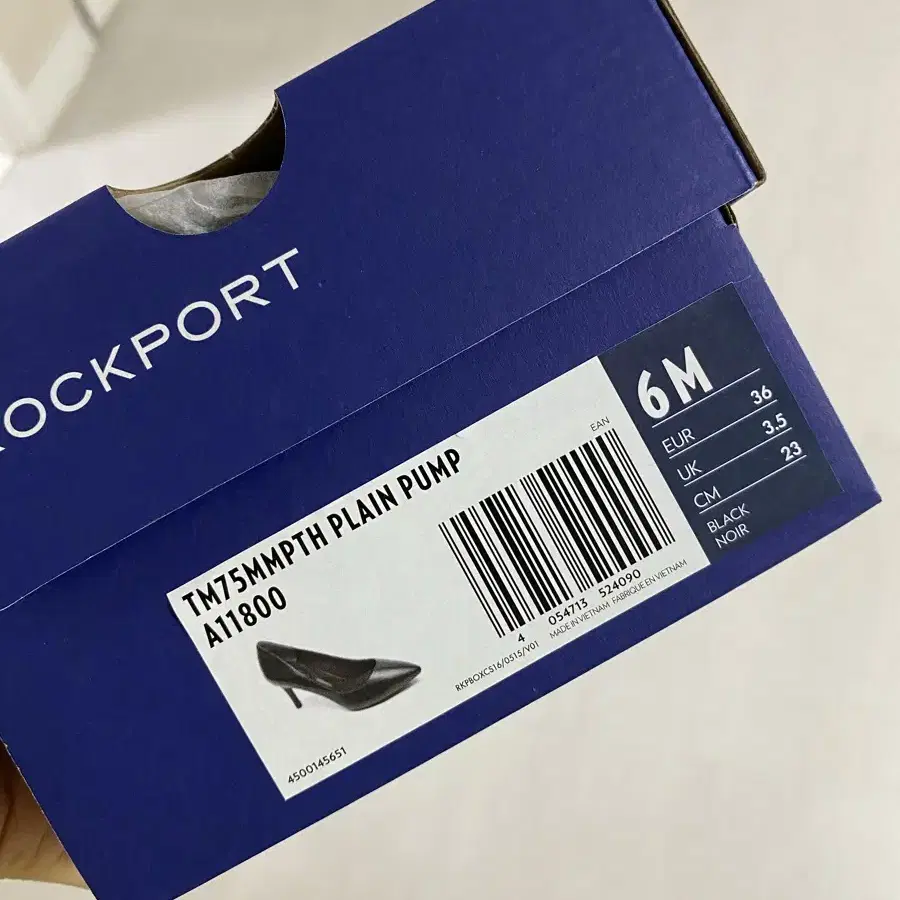 ROCKPORT
TM75MMPTH PLAIN PUMP
A11800
4500145651
EAN
4 054713 524090
RKPBOXCS16/0515/V01 MADE IN VIETNAM FABRIQUE EN VIETNAM
6M
EUR 36
UK 3.5
CM 23
BLACK
NOIR